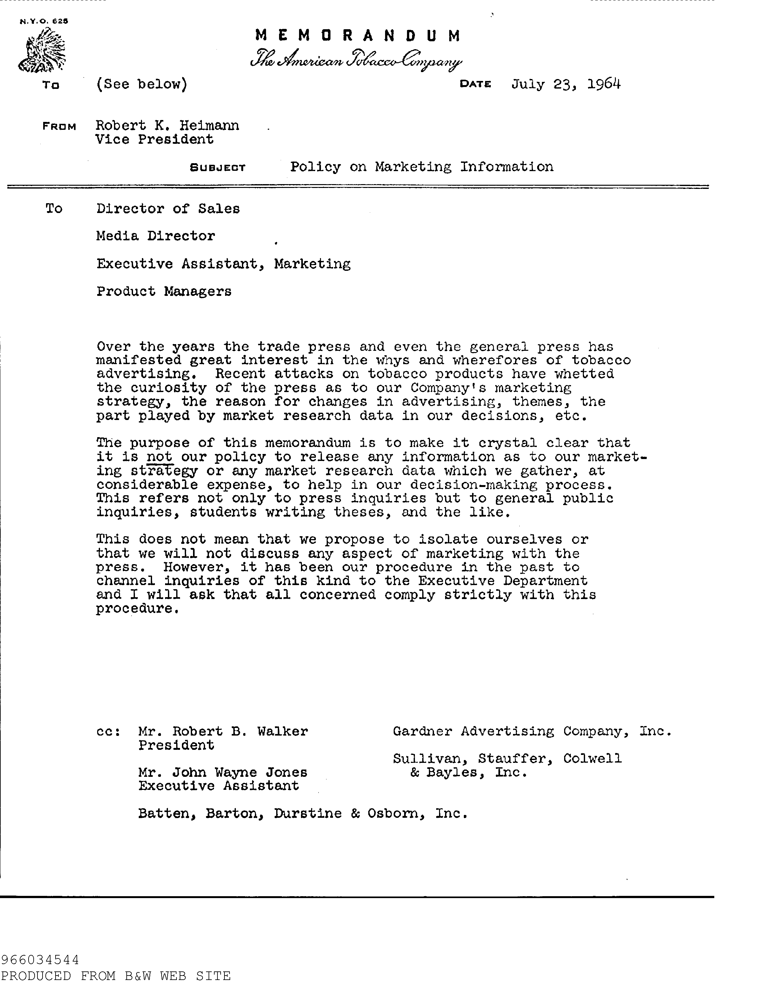 N.Y.O. 625
MEMORANDUM
The American Tobacco Company
TO (See below) DATE July 23, 1964
FROM Robert K. Heimann
Vice President
SUBJECT Policy on Marketing Information
To Director of Sales
Media Director
Executive Assistant, Marketing
Product Managers
Over the years the trade press and even the general press has
manifested great interest in the whys and wherefores of tobacco
advertising. Recent attacks on tobacco products have whetted
the curiosity of the press as to our Company's marketing
strategy, the reason for changes in advertising, themes, the
part played by market research data in our decisions, etc.
The purpose of this memorandum is to make it crystal clear that
it is not our policy to release any information as to our market-
ing strategy or any market research data which we gather, at
considerable expense, to help in our decision-making process.
This refers not only to press inquiries but to general public
inquiries, students writing theses, and the like.
This does not mean that we propose to isolate ourselves or
that we will not discuss any aspect of marketing with the
press. However, it has been our procedure in the past to
channel inquiries of this kind to the Executive Department
and I will ask that all concerned comply strictly with this
procedure.
cc: Mr. Robert B. Walker
President
Mr. John Wayne Jones
Executive Assistant
Gardner Advertising Company, Inc.
Sullivan, Stauffer, Colwell
& Bayles, Inc.
Batten, Barton, Durstine & Osborn, Inc.
966034544
PRODUCED FROM B&W WEB SITE